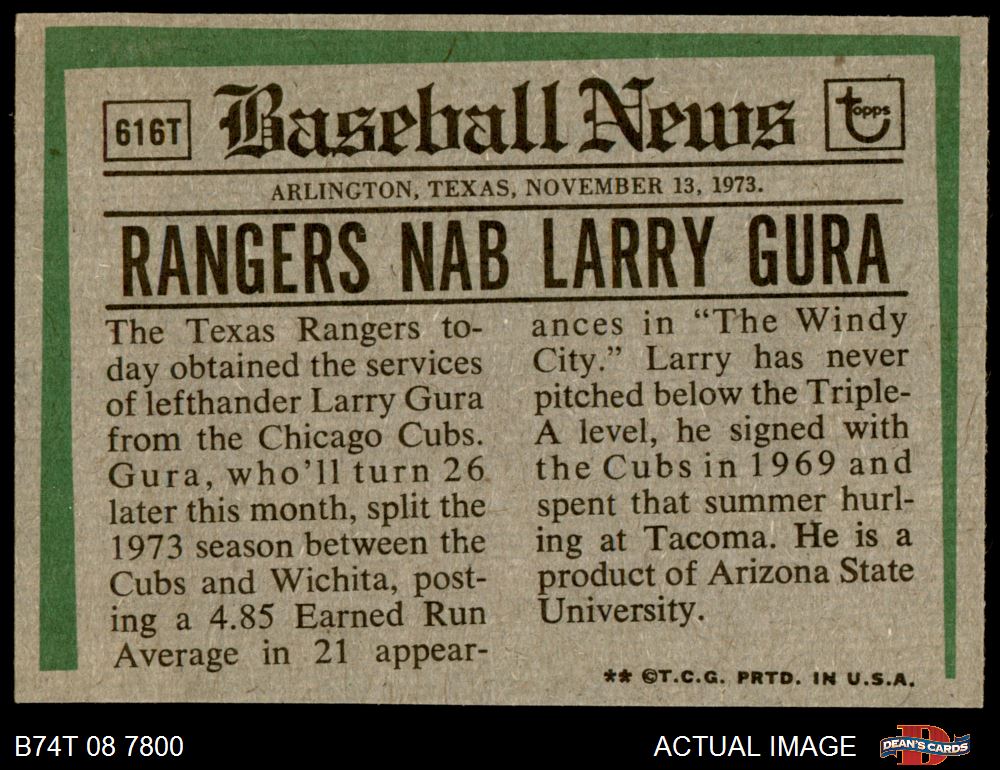 616T
Baseball News
topps
ARLINGTON, TEXAS, NOVEMBER 13, 1973.
RANGERS NAB LARRY GURA
The Texas Rangers to-
day obtained the services
of lefthander Larry Gura
from the Chicago Cubs.
Gura, who'll turn 26
later this month, split the
1973 season between the
Cubs and Wichita, post-
ing a 4.85 Earned Run
Average in 21 appear-
ances in "The Windy
City." Larry has never
pitched below the Triple-
A level, he signed with
the Cubs in 1969 and
spent that summer hurl-
ing at Tacoma. He is a
product of Arizona State
University.
** ©T.C.G. PRTD. IN U.S.A.
B74T 08 7800
ACTUAL IMAGE
DEAN'S CARDS